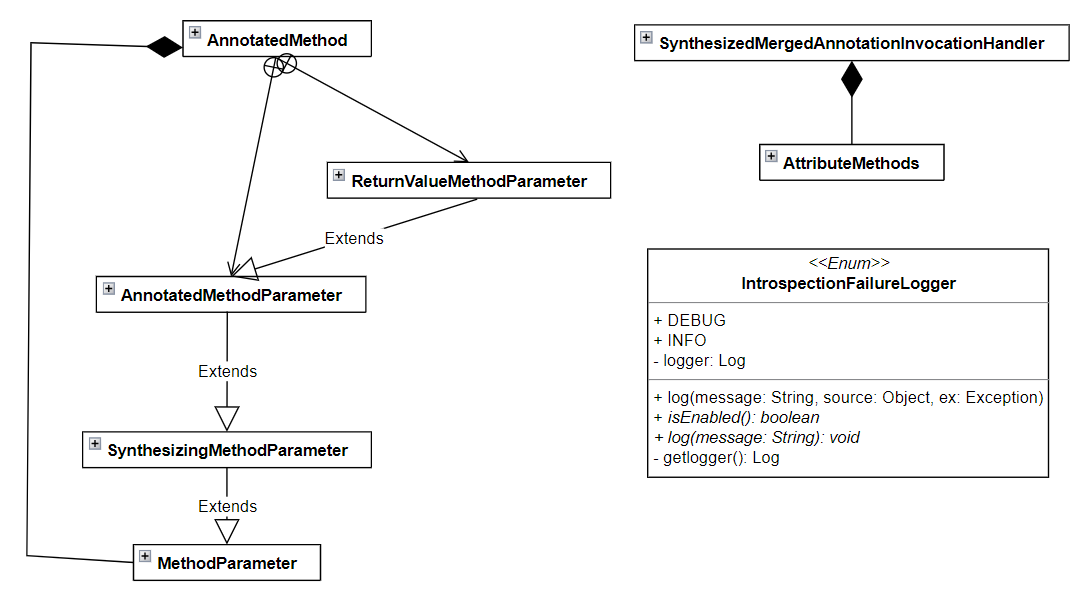 AnnotatedMethod
SynthesizedMergedAnnotationInvocationHandler
AttributeMethods
ReturnValueMethodParameter
Extends
AnnotatedMethodParameter
Extends
SynthesizingMethodParameter
Extends
MethodParameter
<<Enum>>
IntrospectionFailureLogger
+ DEBUG
+ INFO
- logger: Log
+ log(message: String, source: Object, ex: Exception)
+ isEnabled(): boolean
+ log(message: String): void
- getlogger(): Log